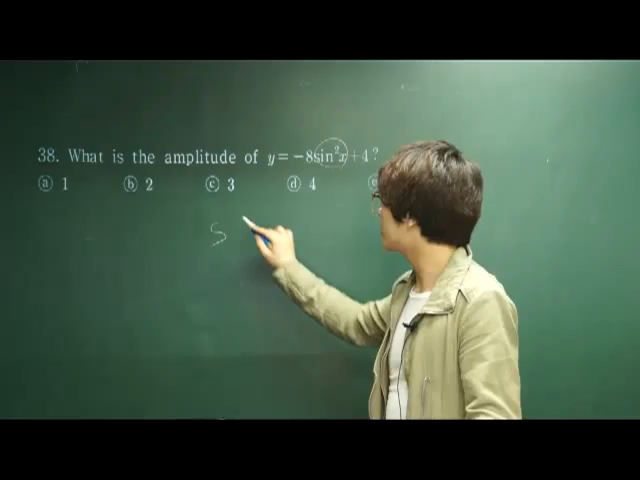 38. What is the amplitude of y=-8sin²x+4?
ⓐ 1 ⓑ 2 ⓒ 3 ⓓ 4 ⓔ
S